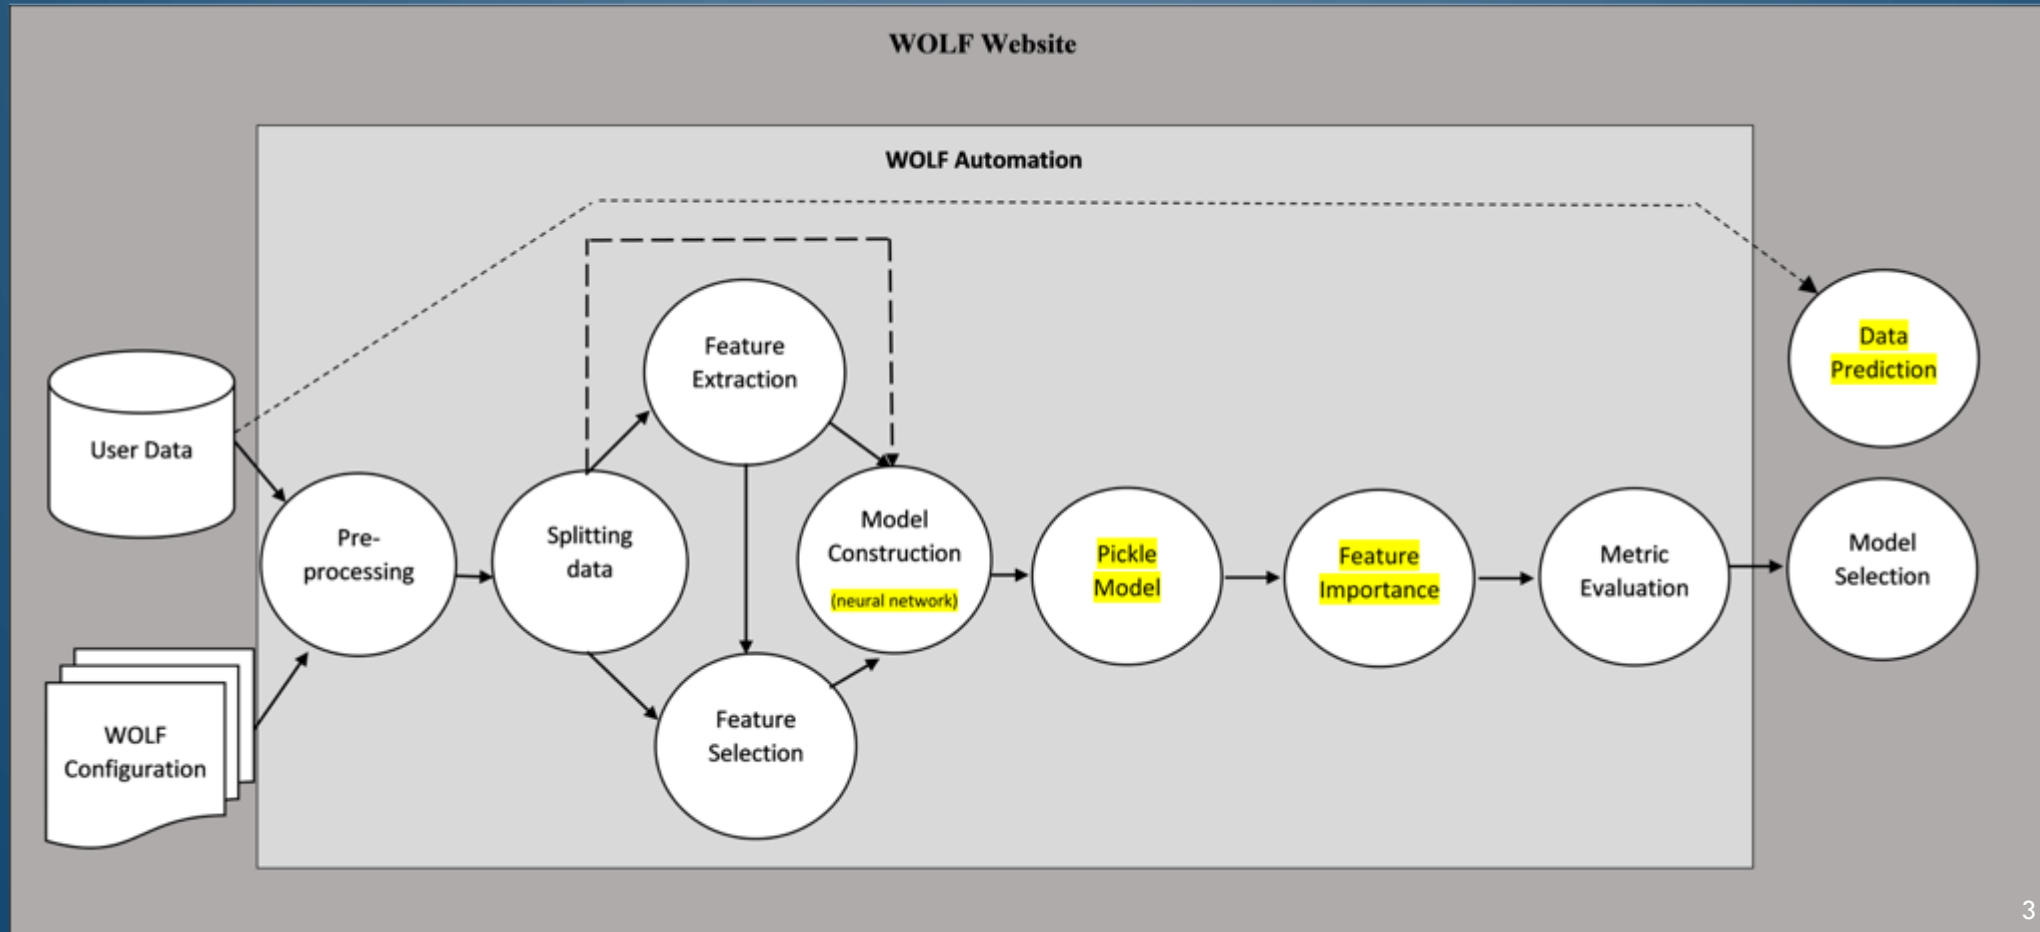 WOLF Website
WOLF Automation
Feature
Extraction
Data
Prediction
User Data
Pre-
processing
Splitting
data
Model
Construction
(neural network)
Pickle
Model
Feature
Importance
Metric
Evaluation
Model
Selection
WOLF
Configuration
Feature
Selection
3